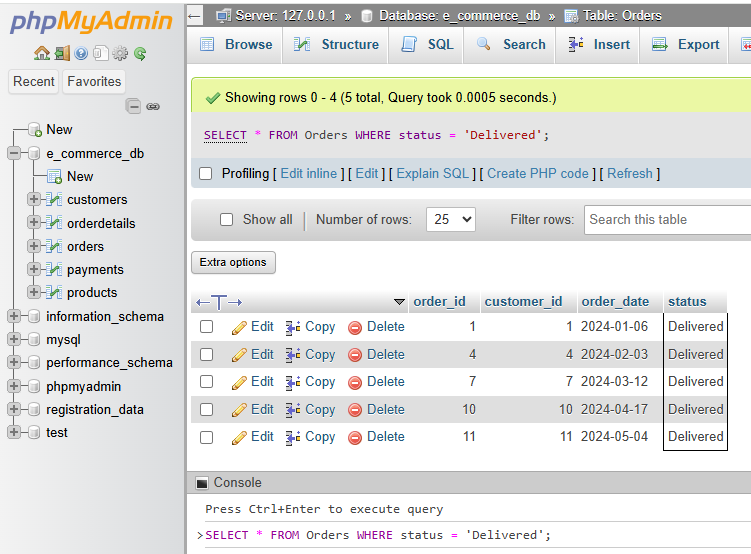 phpMyAdmin
Recent Favorites
New
e_commerce_db
New
customers
orderdetails
orders
payments
products
information_schema
mysql
performance_schema
phpmyadmin
registration_data
test
Server: 127.0.0.1 » Database: e_commerce_db » Table: Orders
Browse Structure SQL Search Insert Export
Showing rows 0 - 4 (5 total, Query took 0.0005 seconds.)
SELECT * FROM Orders WHERE status = 'Delivered';
Profiling [ Edit inline ] [ Edit ] [ Explain SQL ] [ Create PHP code ] [ Refresh ]
Show all | Number of rows: 25 Filter rows: Search this table
Extra options
←T→ order_id customer_id order_date status
Edit Copy Delete 1 1 2024-01-06 Delivered
Edit Copy Delete 4 4 2024-02-03 Delivered
Edit Copy Delete 7 7 2024-03-12 Delivered
Edit Copy Delete 10 10 2024-04-17 Delivered
Edit Copy Delete 11 11 2024-05-04 Delivered
Console
Press Ctrl+Enter to execute query
>SELECT * FROM Orders WHERE status = 'Delivered';